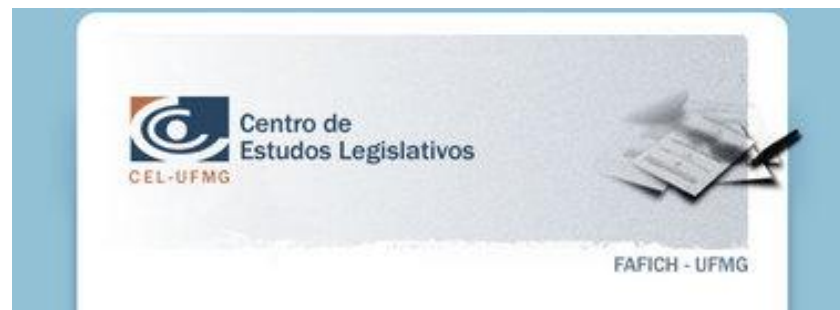 Centro de
Estudos Legislativos
CEL-UFMG
FAFICH - UFMG